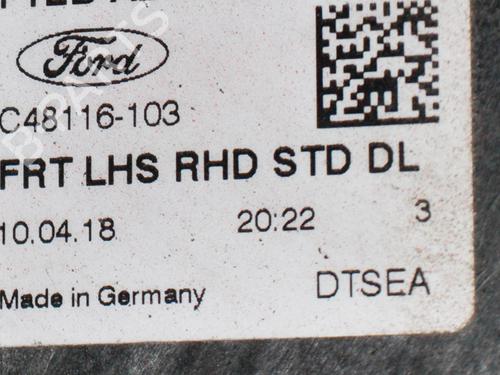 Ford
C48116-103
FRT LHS RHD STD DL
10.04.18 20:22 3
Made in Germany DTSEA